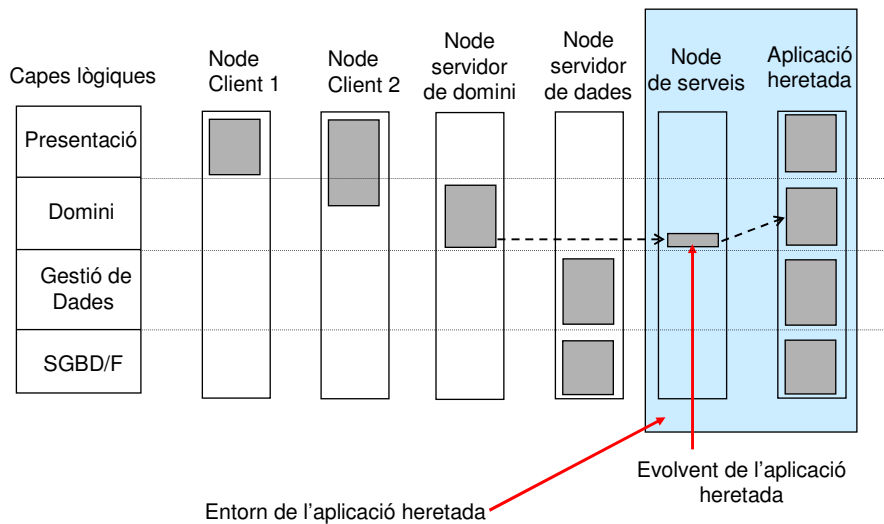 Capes lògiques
Node
Client 1
Node
Client 2
Node
servidor
de domini
Node
servidor
de dades
Node
de serveis
Aplicació
heretada
Presentació
Domini
Gestió de
Dades
SGBD/F
Evolvent de l'aplicació
heretada
Entorn de l'aplicació heretada